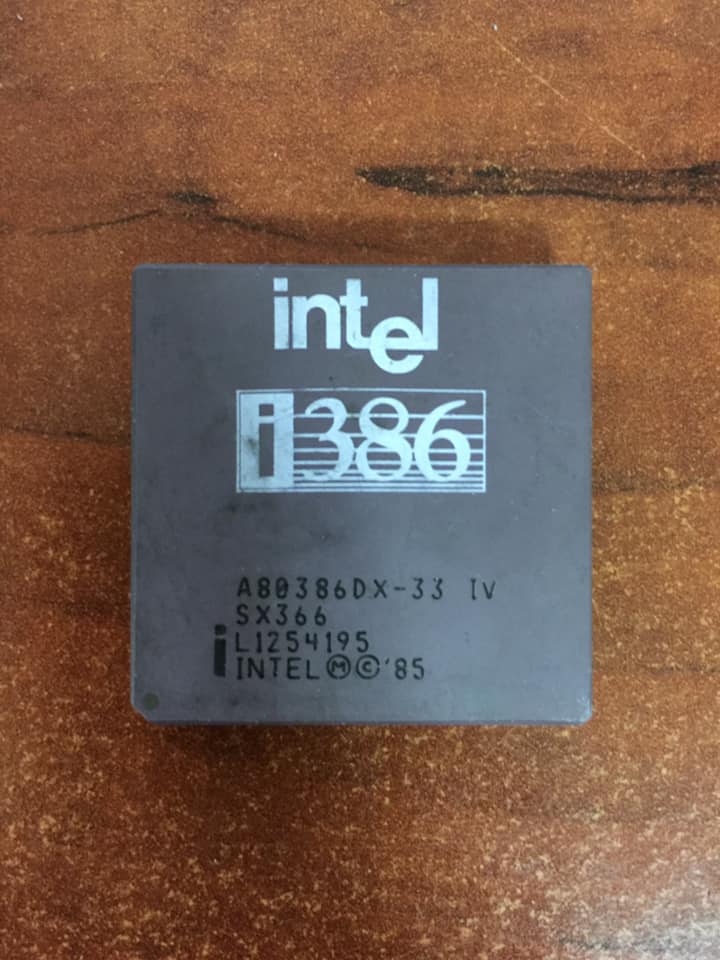 intel
i386
A80386DX-33 IV
SX366
L1254195
i INTEL Ⓜ © '85